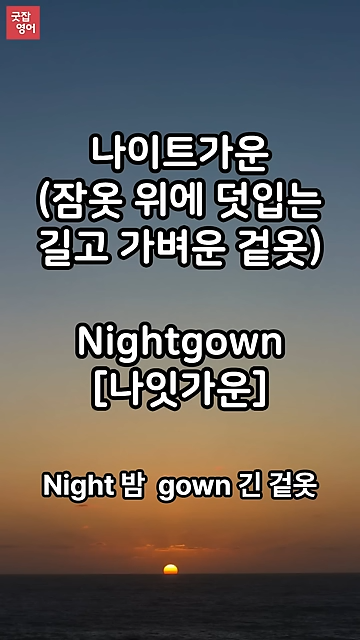 굿잡
영어
나이트가운
(잠옷 위에 덧입는
길고 가벼운 겉옷)
Nightgown
[나잇가운]
Night 밤 gown 긴 겉옷